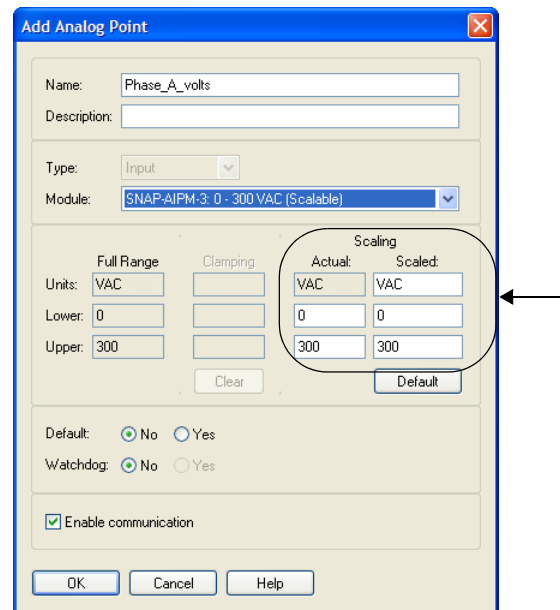 Add Analog Point
Name: Phase_A_volts
Description:
Type: Input
Module: SNAP-AIPM-3: 0 - 300 VAC (Scalable)
Scaling
Full Range Clamping Actual: Scaled:
Units: VAC VAC VAC
Lower: 0 0 0
Upper: 300 300 300
Clear Default
Default: No Yes
Watchdog: No Yes
Enable communication
OK Cancel Help